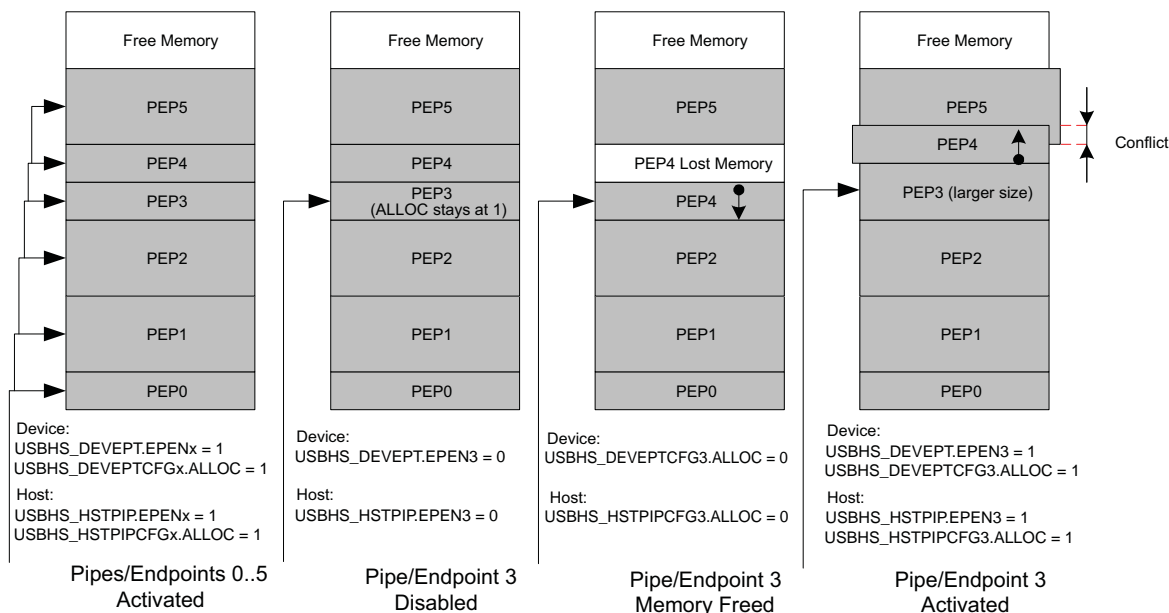 Free Memory
PEP5
PEP4
PEP3
PEP2
PEP1
PEP0
Device:
USBHS_DEVEPT.EPENx = 1
USBHS_DEVEPTCFGx.ALLOC = 1
Host:
USBHS_HSTPIP.EPENx = 1
USBHS_HSTPIPCFGx.ALLOC = 1
Pipes/Endpoints 0..5
Activated
Free Memory
PEP5
PEP4
PEP3
(ALLOC stays at 1)
PEP2
PEP1
PEP0
Device:
USBHS_DEVEPT.EPEN3 = 0
Host:
USBHS_HSTPIP.EPEN3 = 0
Pipe/Endpoint 3
Disabled
Free Memory
PEP5
PEP4 Lost Memory
PEP4
PEP2
PEP1
PEP0
Device:
USBHS_DEVEPTCFG3.ALLOC = 0
Host:
USBHS_HSTPIPCFG3.ALLOC = 0
Pipe/Endpoint 3
Memory Freed
Free Memory
PEP5
PEP4
Conflict
PEP3 (larger size)
PEP2
PEP1
PEP0
Device:
USBHS_DEVEPT.EPEN3 = 1
USBHS_DEVEPTCFG3.ALLOC = 1
Host:
USBHS_HSTPIP.EPEN3 = 1
USBHS_HSTPIPCFG3.ALLOC = 1
Pipe/Endpoint 3
Activated